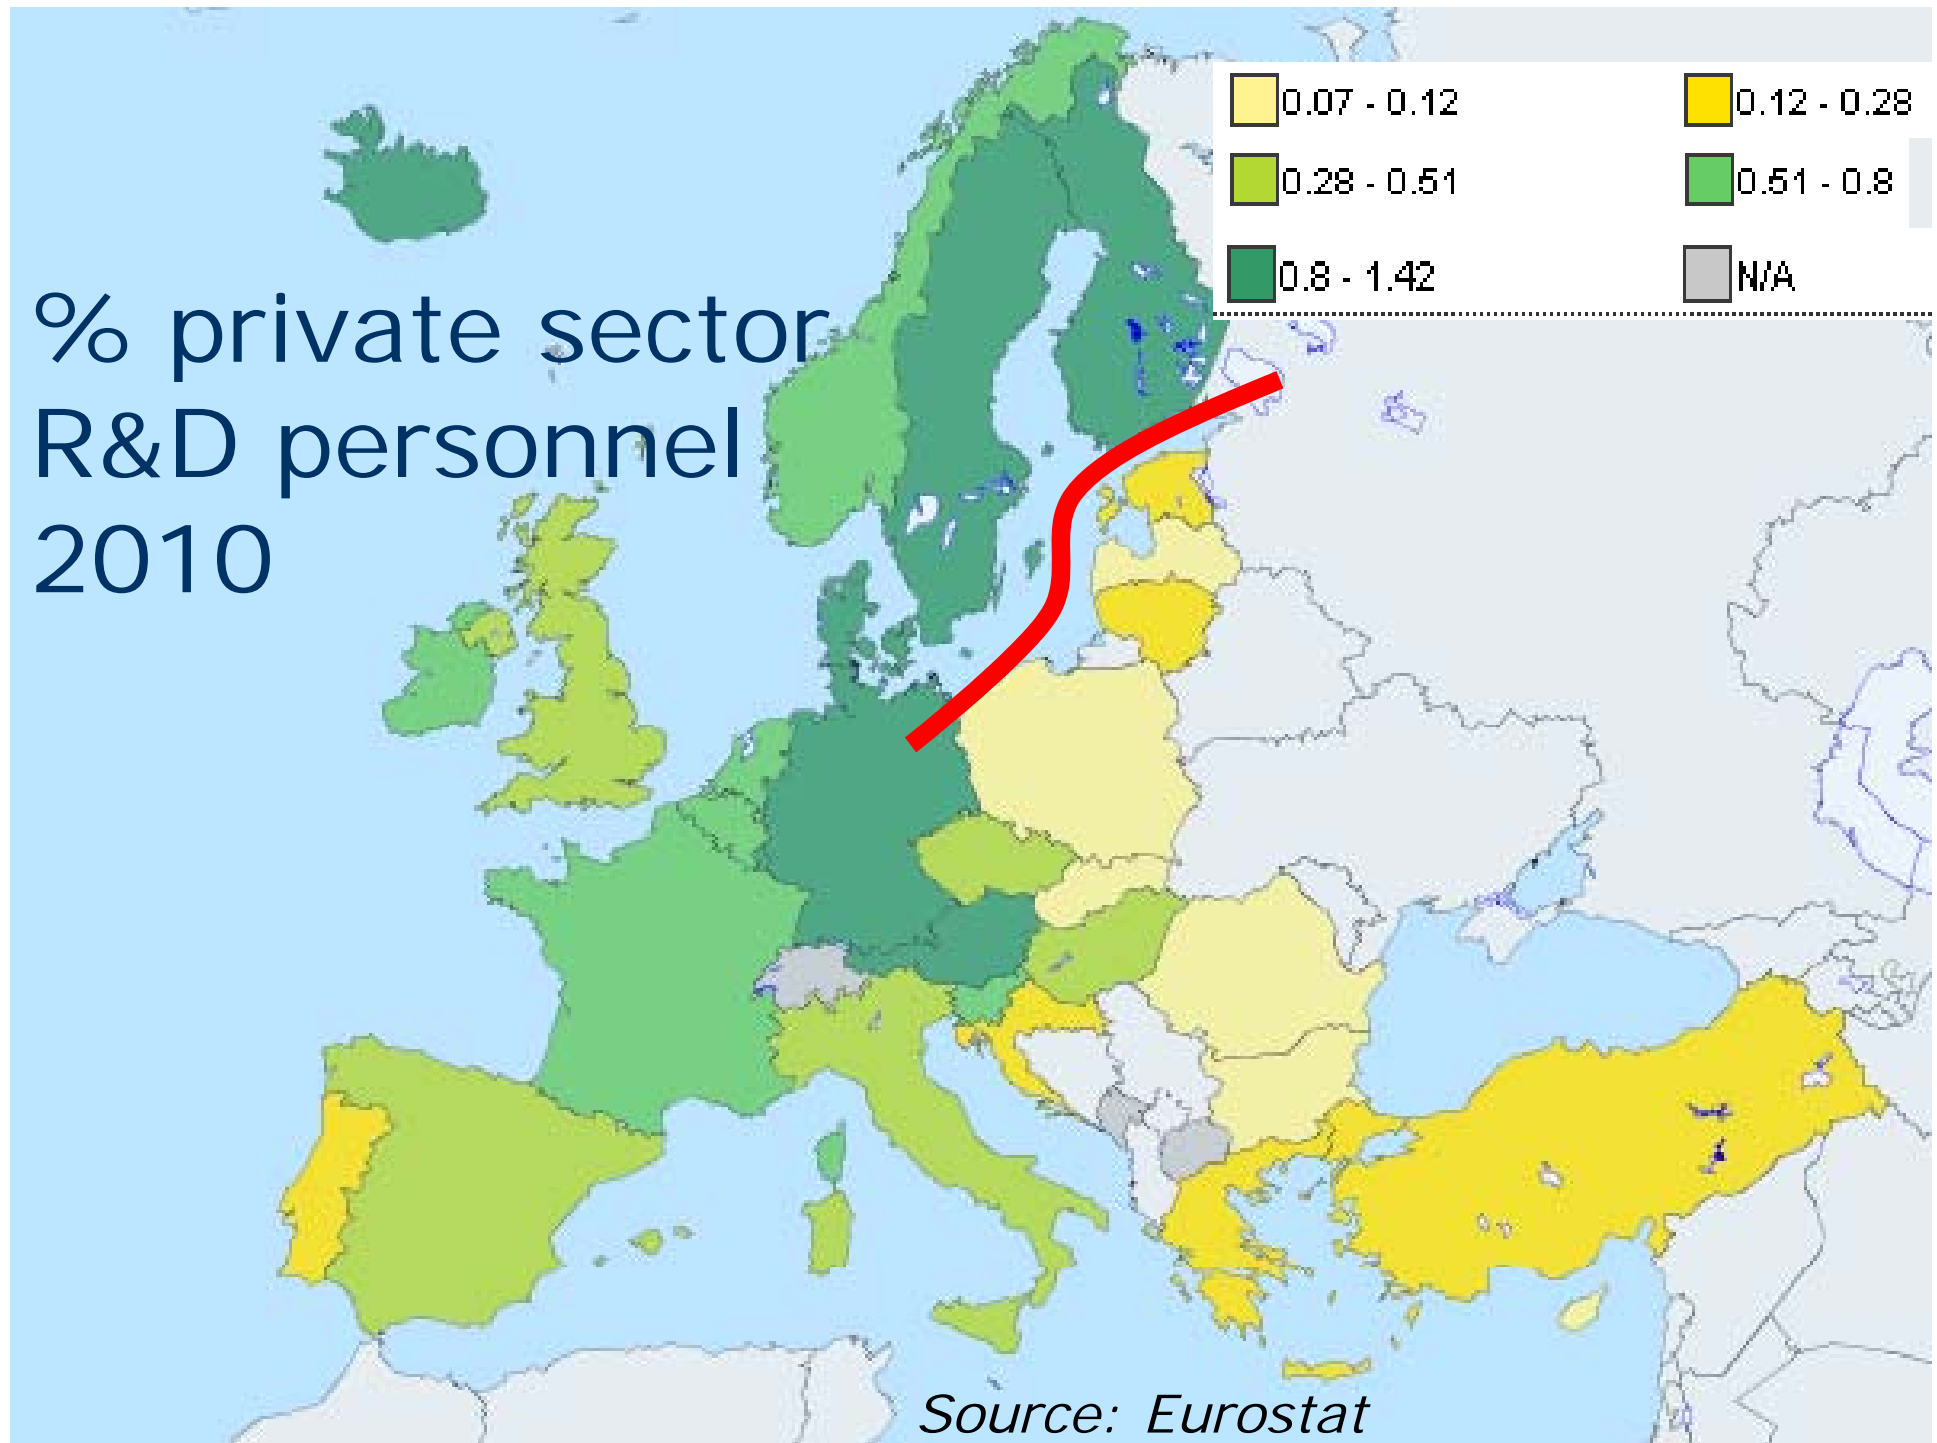 0.07 - 0.12
0.12 - 0.28
0.28 - 0.51
0.51 - 0.8
0.8 - 1.42
N/A
% private sector
R&D personnel
2010
Source: Eurostat